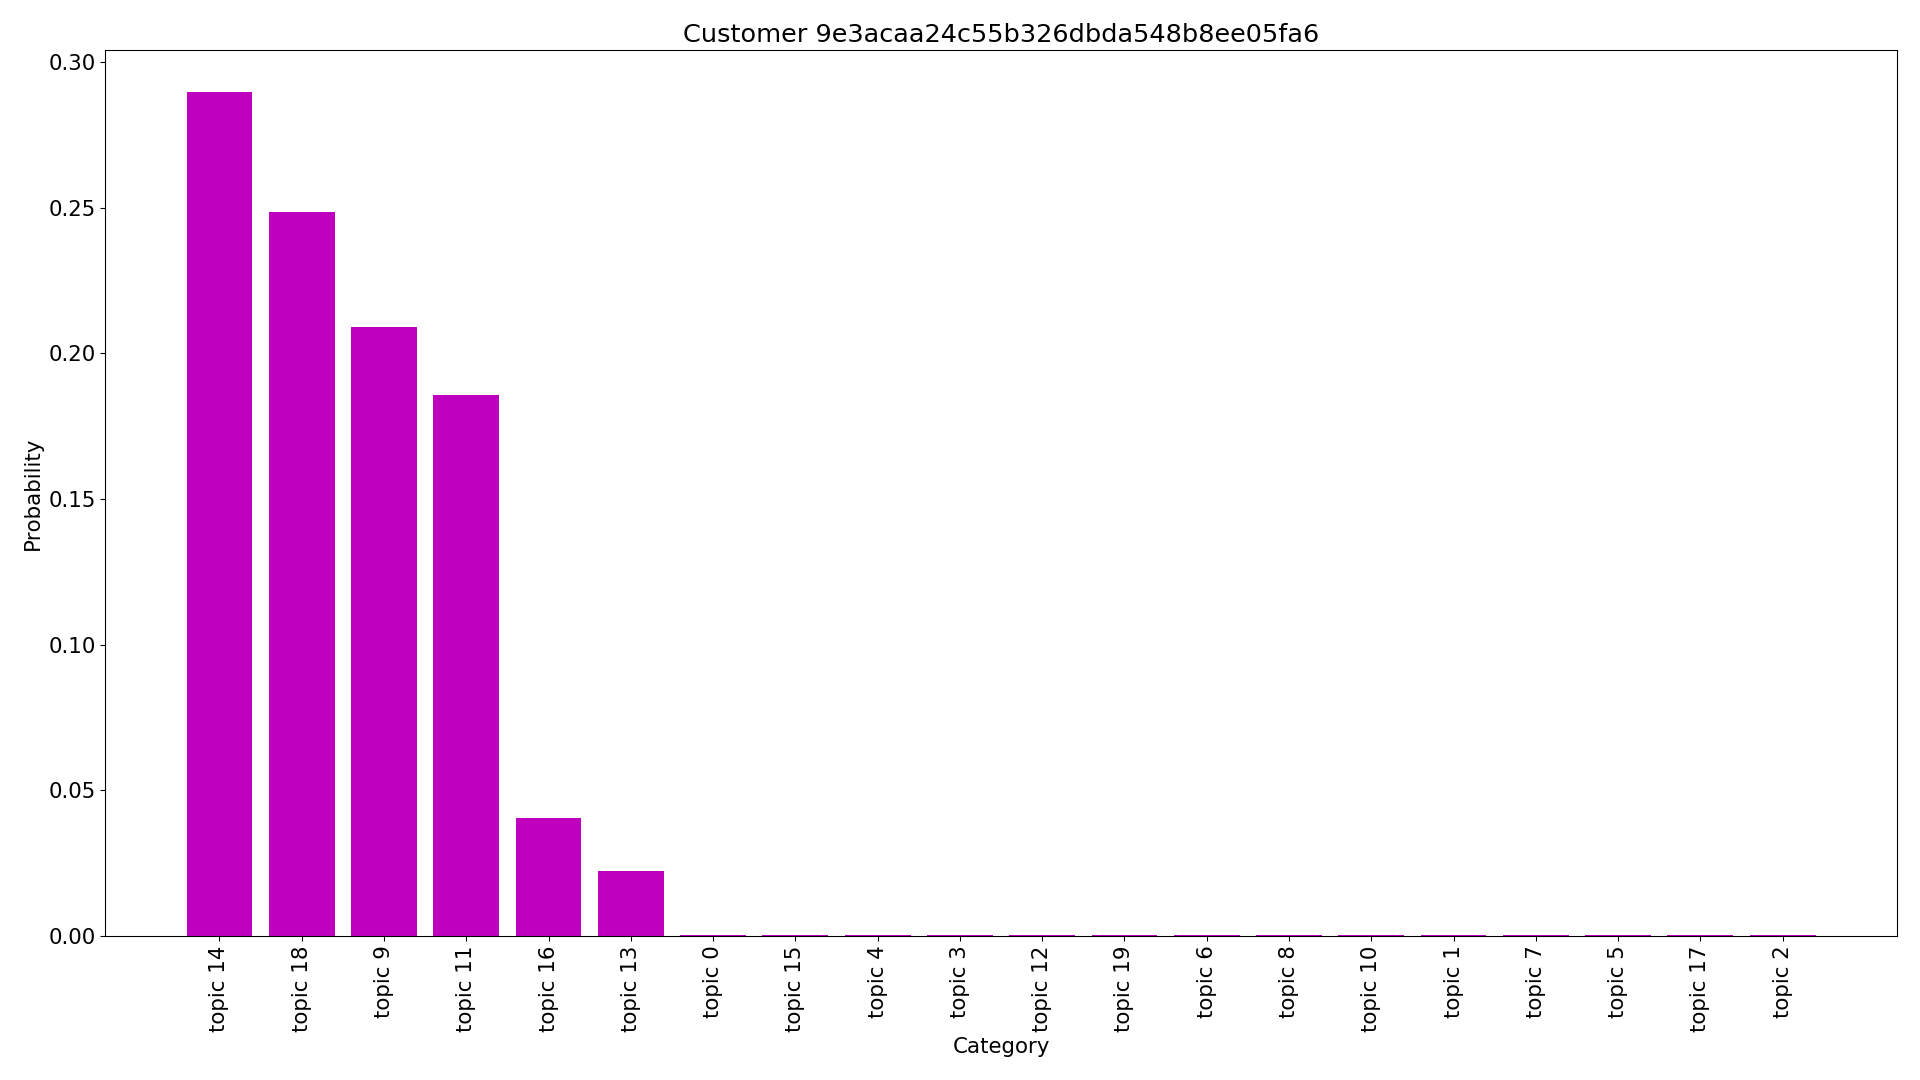 Customer 9e3acaa24c55b326dbda548b8ee05fa6
0.30
0.25
0.20
0.15
0.10
0.05
0.00
Probability
topic 14
topic 18
topic 9
topic 11
topic 16
topic 13
topic 0
topic 15
topic 4
topic 3
topic 12
topic 19
topic 6
topic 8
topic 10
topic 1
topic 7
topic 5
topic 17
topic 2
Category